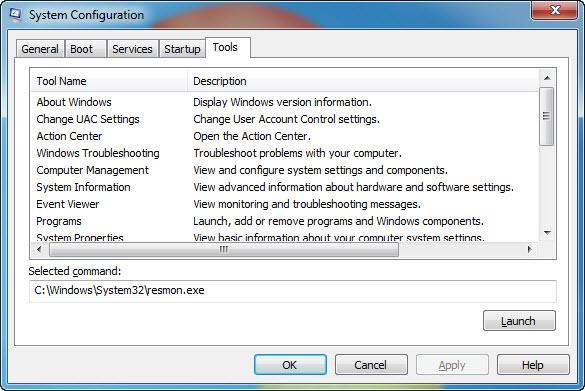 System Configuration
General Boot Services Startup Tools
Tool Name Description
About Windows Display Windows version information.
Change UAC Settings Change User Account Control settings.
Action Center Open the Action Center.
Windows Troubleshooting Troubleshoot problems with your computer.
Computer Management View and configure system settings and components.
System Information View advanced information about hardware and software settings.
Event Viewer View monitoring and troubleshooting messages.
Programs Launch, add or remove programs and Windows components.
System Properties View basic information about your computer system settings.
Selected command:
C:\Windows\System32\resmon.exe
Launch
OK Cancel Apply Help